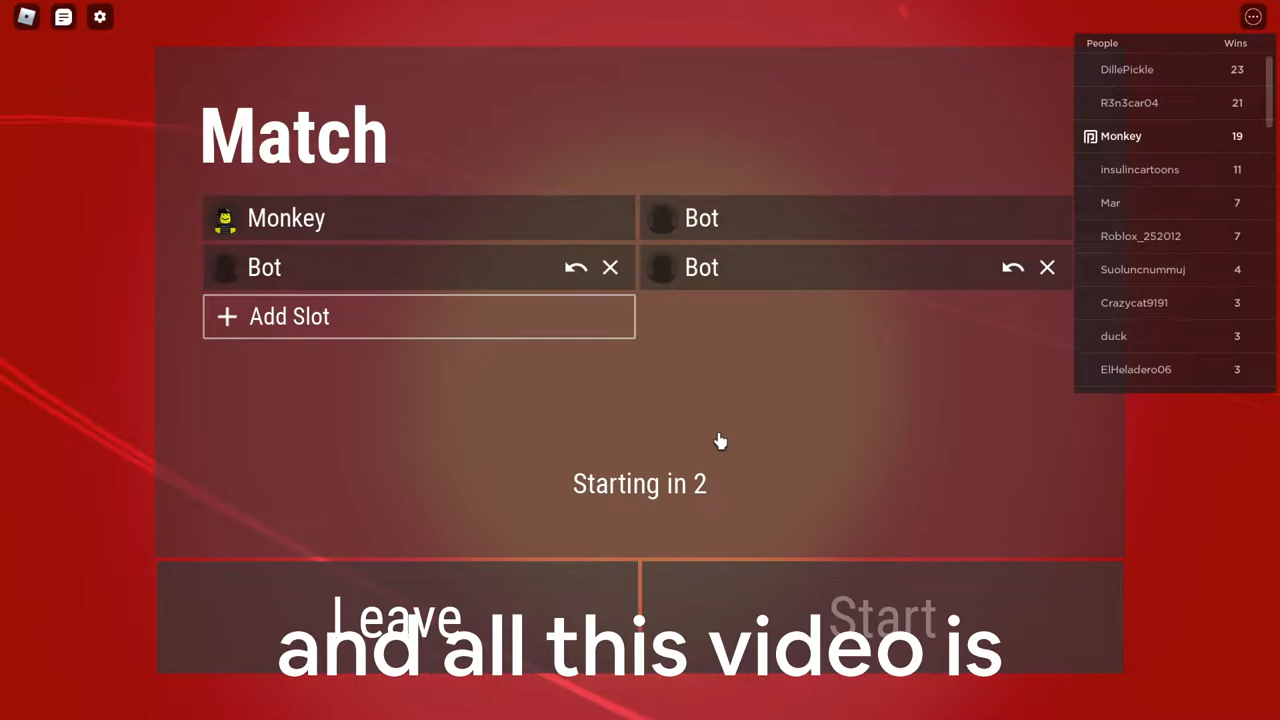 People Wins
DillePickle 23
R3n3car04 21
Monkey 19
insulincartoons 11
Mar 7
Roblox_252012 7
Suoluncnummuj 4
Crazycat9191 3
duck 3
ElHeladero06 3
Match
Monkey
Bot
Bot
Bot
+ Add Slot
Starting in 2
Leave
Start
and all this video is